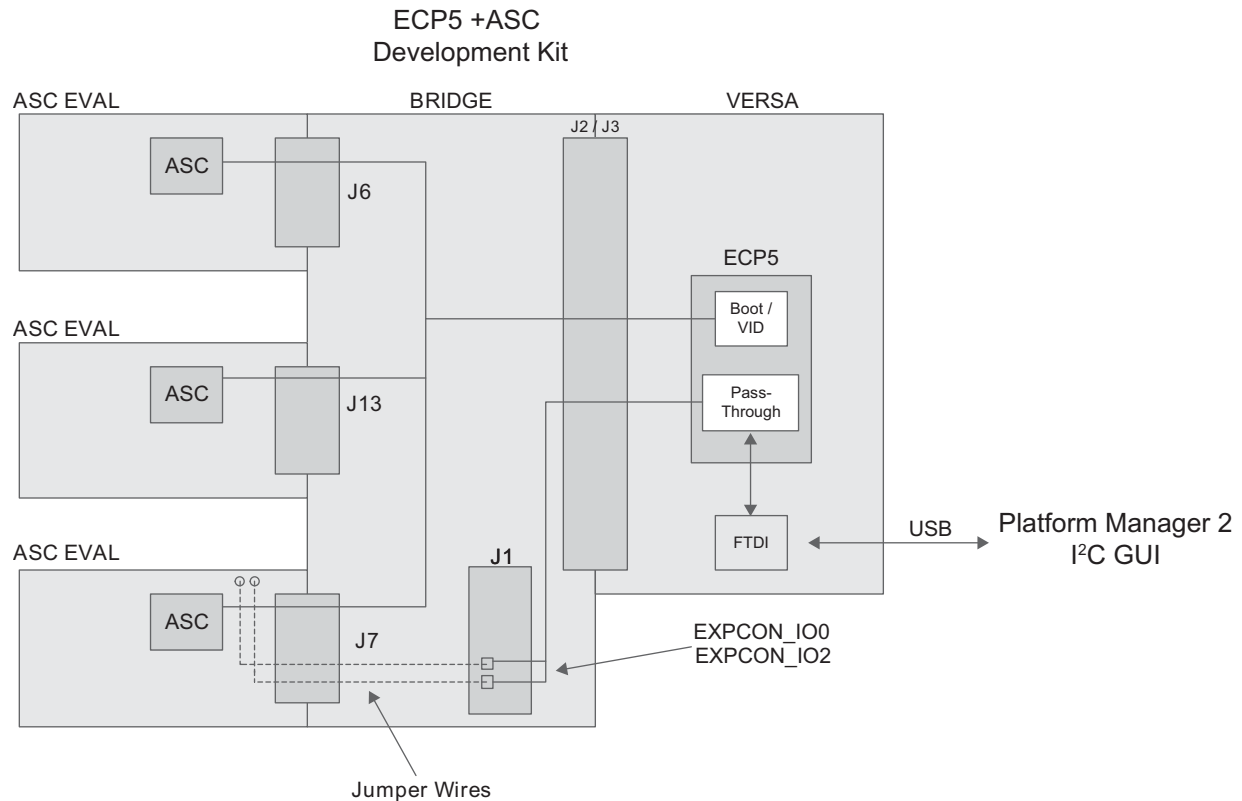 ECP5 +ASC
Development Kit
ASC EVAL
BRIDGE
VERSA
J2 / J3
ASC
J6
ECP5
Boot /
VID
ASC EVAL
ASC
J13
Pass-
Through
ASC EVAL
J1
FTDI
USB
Platform Manager 2
I²C GUI
ASC
J7
EXPCON_IO0
EXPCON_IO2
Jumper Wires